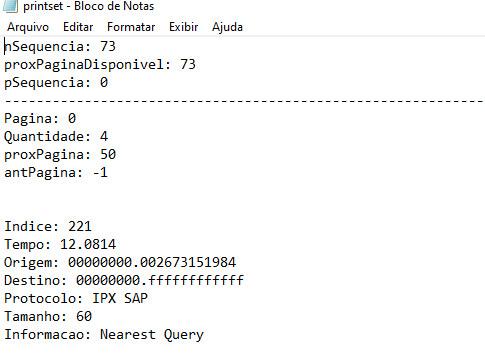 printset - Bloco de Notas
Arquivo Editar Formatar Exibir Ajuda
nSequencia: 73
proxPaginaDisponivel: 73
pSequencia: 0
------------------------------------------------------------
Pagina: 0
Quantidade: 4
proxPagina: 50
antPagina: -1
Indice: 221
Tempo: 12.0814
Origem: 00000000.002673151984
Destino: 00000000.ffffffffffff
Protocolo: IPX SAP
Tamanho: 60
Informacao: Nearest Query